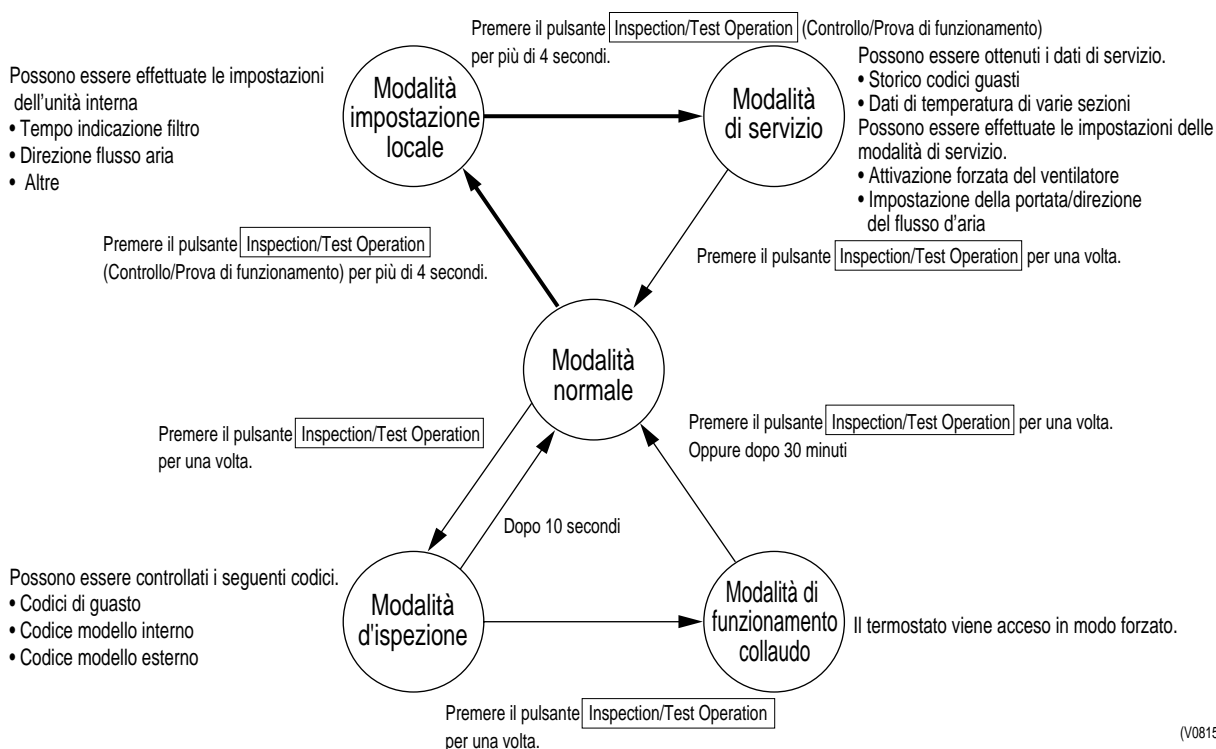 Premere il pulsante Inspection/Test Operation (Controllo/Prova di funzionamento)
per più di 4 secondi.
Possono essere effettuate le impostazioni
dell'unità interna
• Tempo indicazione filtro
• Direzione flusso aria
• Altre
Modalità
impostazione
locale
Modalità
di servizio
Possono essere ottenuti i dati di servizio.
• Storico codici guasti
• Dati di temperatura di varie sezioni
Possono essere effettuate le impostazioni delle
modalità di servizio.
• Attivazione forzata del ventilatore
• Impostazione della portata/direzione
del flusso d'aria
Premere il pulsante Inspection/Test Operation
(Controllo/Prova di funzionamento) per più di 4 secondi.
Premere il pulsante Inspection/Test Operation per una volta.
Modalità
normale
Premere il pulsante Inspection/Test Operation
per una volta.
Premere il pulsante Inspection/Test Operation per una volta.
Oppure dopo 30 minuti
Dopo 10 secondi
Possono essere controllati i seguenti codici.
• Codici di guasto
• Codice modello interno
• Codice modello esterno
Modalità
d'ispezione
Modalità di
funzionamento
collaudo
Il termostato viene acceso in modo forzato.
Premere il pulsante Inspection/Test Operation
per una volta.
(V0815